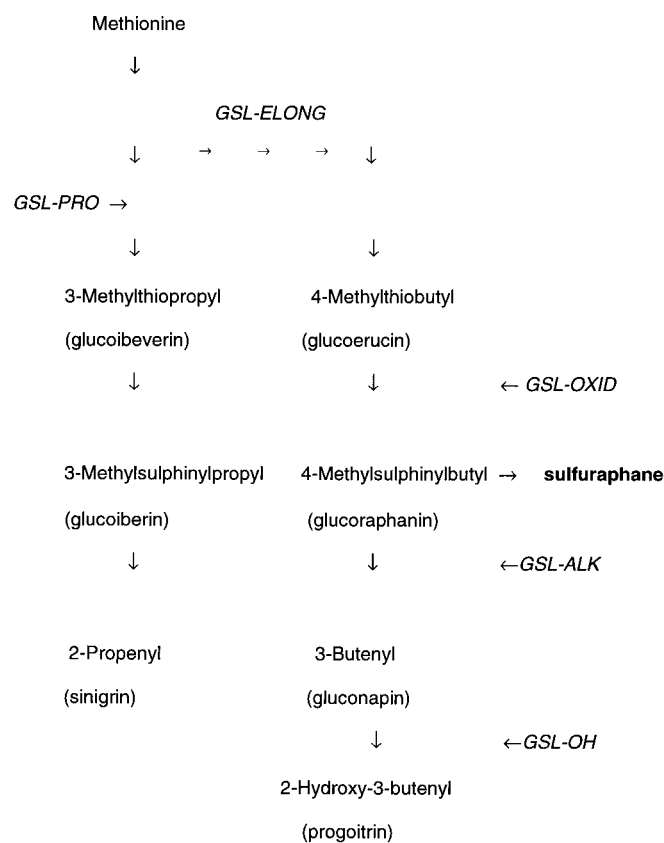 Methionine
↓
GSL-ELONG
↓ → → → ↓
GSL-PRO →
↓ ↓
3-Methylthiopropyl 4-Methylthiobutyl
(glucoibeverin) (glucoerucin)
↓ ↓ ← GSL-OXID
3-Methylsulphinylpropyl 4-Methylsulphinylbutyl → sulfuraphane
(glucoiberin) (glucoraphanin)
↓ ↓ ←GSL-ALK
2-Propenyl 3-Butenyl
(sinigrin) (gluconapin)
↓ ←GSL-OH
2-Hydroxy-3-butenyl
(progoitrin)